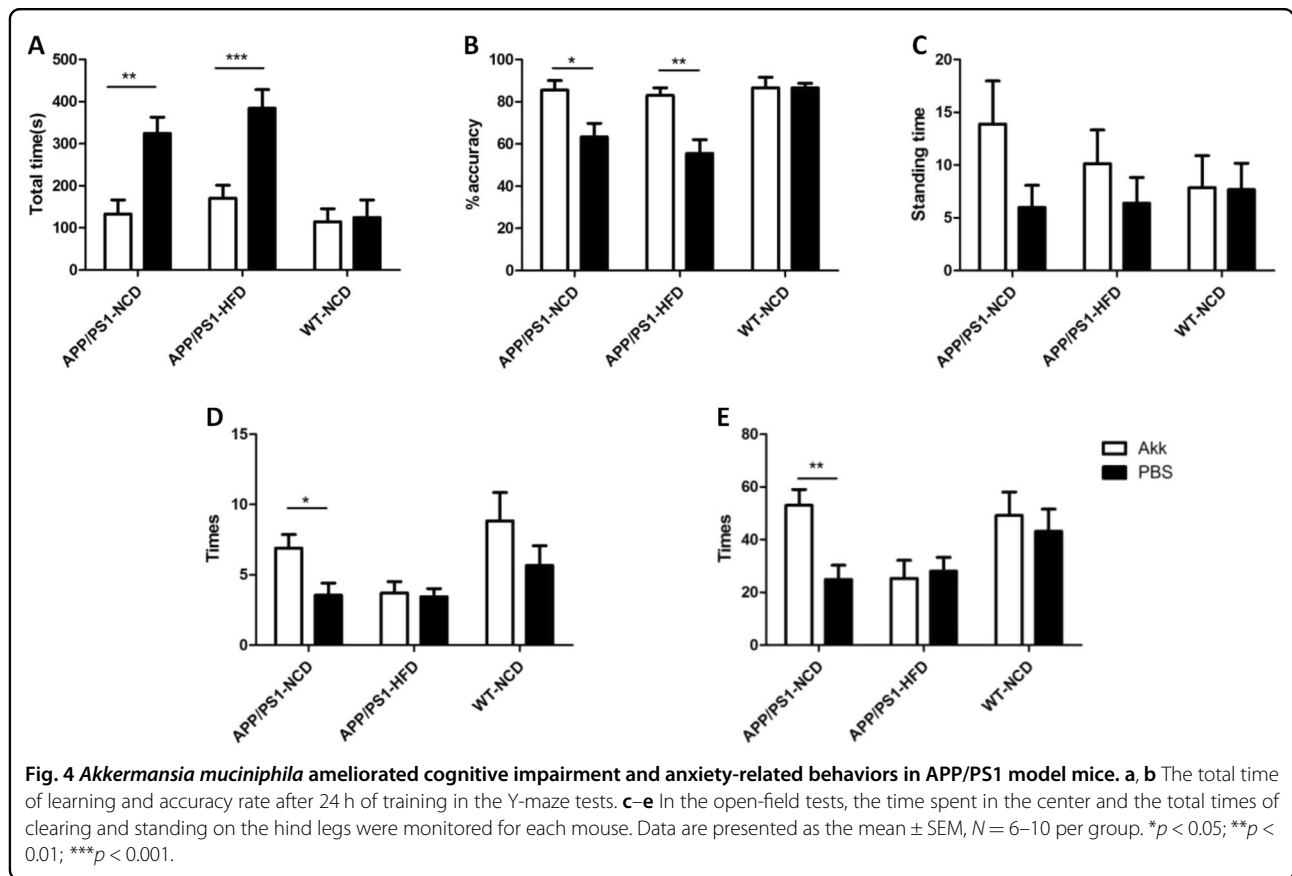 A
B
C
500
400
300
200
100
0
Total time(s)
**
***
APP/PS1-NCD
APP/PS1-HFD
WT-NCD
100
80
60
40
20
0
% accuracy
*
**
APP/PS1-NCD
APP/PS1-HFD
WT-NCD
20
15
10
5
0
Standing time
APP/PS1-NCD
APP/PS1-HFD
WT-NCD
D
E
15
10
5
0
Times
*
APP/PS1-NCD
APP/PS1-HFD
WT-NCD
80
60
40
20
0
Times
**
APP/PS1-NCD
APP/PS1-HFD
WT-NCD
Akk
PBS
Fig. 4 Akkermansia muciniphila ameliorated cognitive impairment and anxiety-related behaviors in APP/PS1 model mice. a, b The total time
of learning and accuracy rate after 24 h of training in the Y-maze tests. c–e In the open-field tests, the time spent in the center and the total times of
clearing and standing on the hind legs were monitored for each mouse. Data are presented as the mean ± SEM, N = 6–10 per group. *p < 0.05; **p <
0.01; ***p < 0.001.